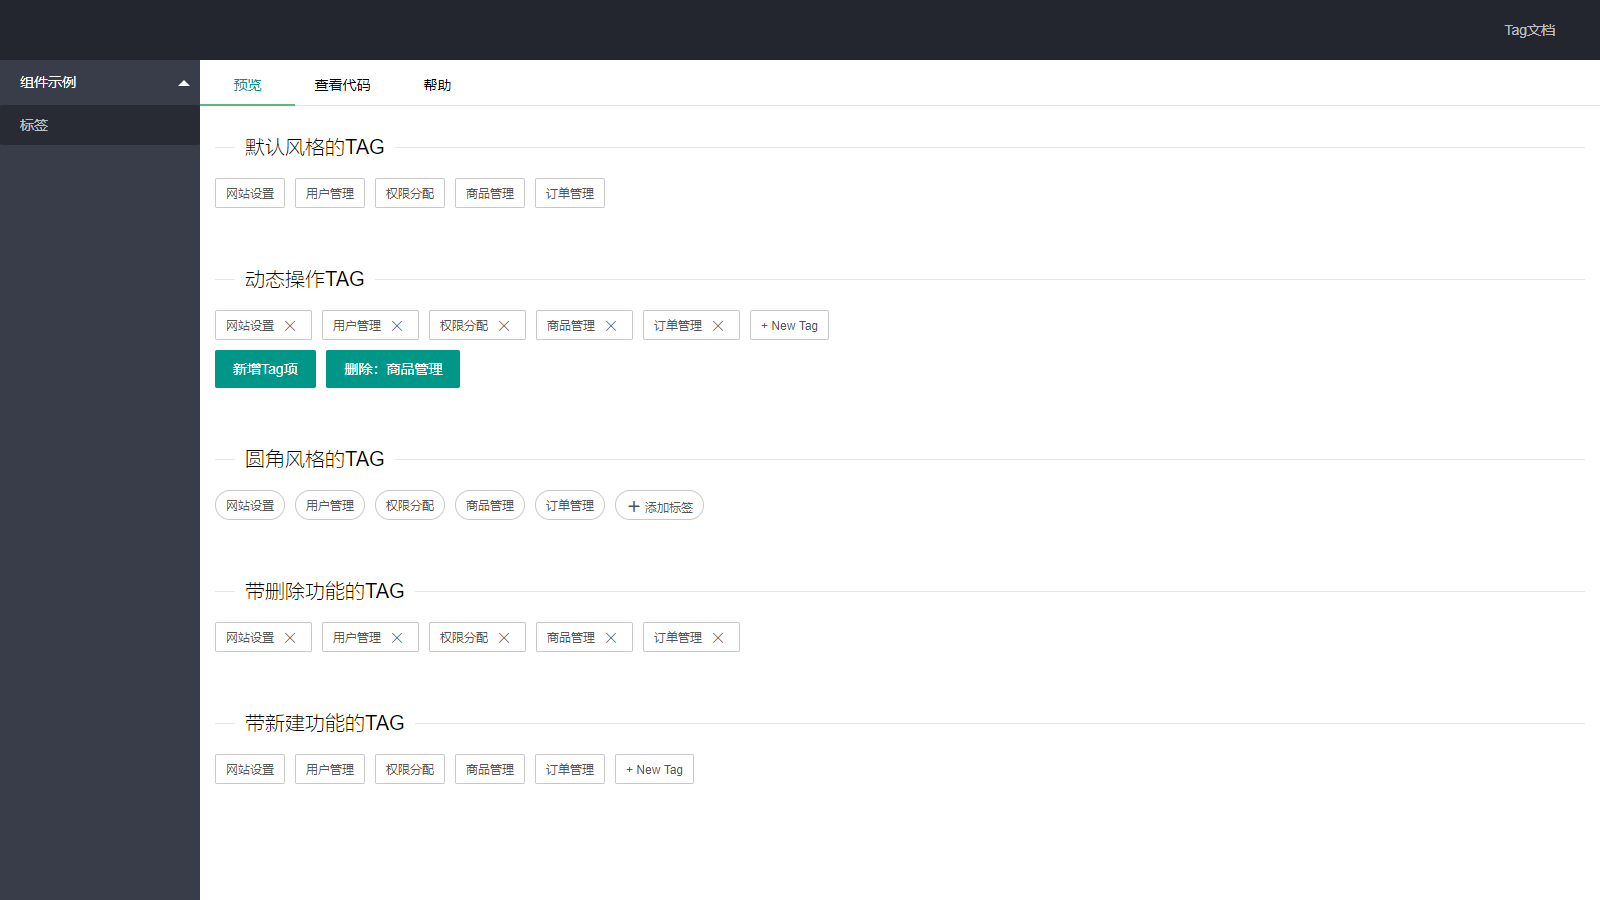 Tag文档
组件示例
标签
预览 查看代码 帮助
默认风格的TAG
网站设置 用户管理 权限分配 商品管理 订单管理
动态操作TAG
网站设置 用户管理 权限分配 商品管理 订单管理 + New Tag
新增Tag项 删除：商品管理
圆角风格的TAG
网站设置 用户管理 权限分配 商品管理 订单管理 添加标签
带删除功能的TAG
网站设置 用户管理 权限分配 商品管理 订单管理
带新建功能的TAG
网站设置 用户管理 权限分配 商品管理 订单管理 + New Tag